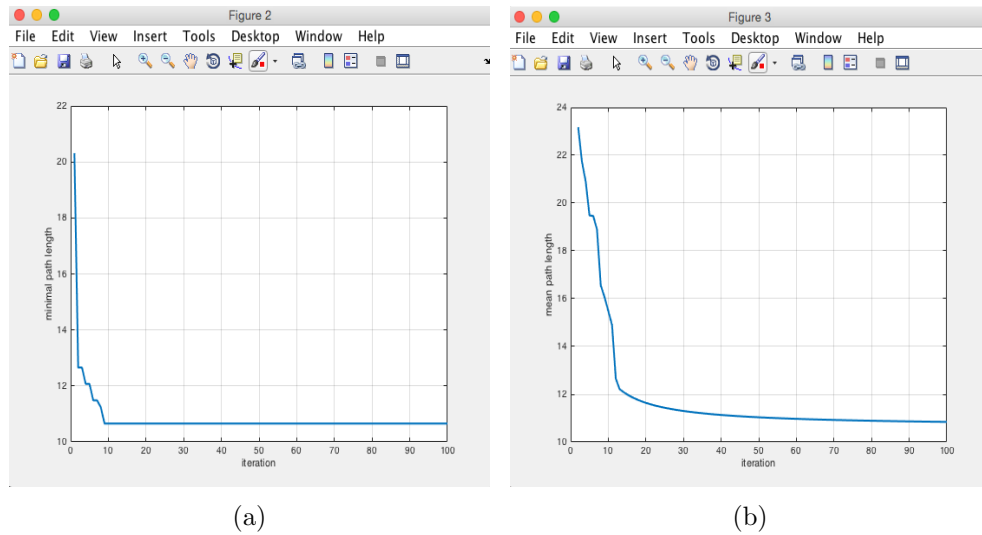 Figure 2
File Edit View Insert Tools Desktop Window Help
22
20
18
16
14
12
10
minimal path length
0 10 20 30 40 50 60 70 80 90 100
iteration
(a)
Figure 3
File Edit View Insert Tools Desktop Window Help
24
22
20
18
16
14
12
10
mean path length
0 10 20 30 40 50 60 70 80 90 100
iteration
(b)